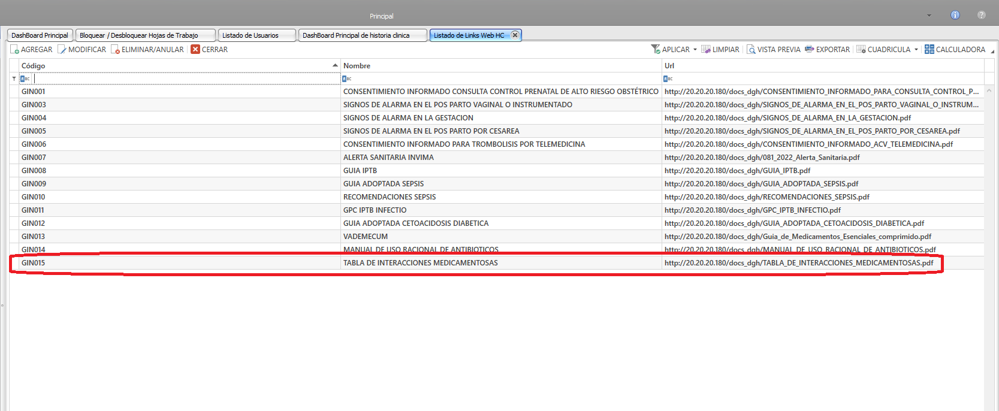 Principal
DashBoard Principal Bloquear / Desbloquear Hojas de Trabajo Listado de Usuarios DashBoard Principal de historia clinica Listado de Links Web HC
AGREGAR MODIFICAR ELIMINAR/ANULAR CERRAR APLICAR LIMPIAR VISTA PREVIA EXPORTAR CUADRICULA CALCULADORA
Código Nombre Url
ABC ABC ABC
GIN001 CONSENTIMIENTO INFORMADO CONSULTA CONTROL PRENATAL DE ALTO RIESGO OBSTÉTRICO http://20.20.20.180/docs_dgh/CONSENTIMIENTO_INFORMADO_PARA_CONSULTA_CONTROL_P...
GIN003 SIGNOS DE ALARMA EN EL POS PARTO VAGINAL O INSTRUMENTADO http://20.20.20.180/docs_dgh/SIGNOS_DE_ALARMA_EN_EL_POS_PARTO_VAGINAL_O_INSTRUM...
GIN004 SIGNOS DE ALARMA EN LA GESTACION http://20.20.20.180/docs_dgh/SIGNOS_DE_ALARMA_EN_LA_GESTACION.pdf
GIN005 SIGNOS DE ALARMA EN EL POS PARTO POR CESAREA http://20.20.20.180/docs_dgh/SIGNOS_DE_ALARMA_EN_EL_POS_PARTO_POR_CESAREA.pdf
GIN006 CONSENTIMIENTO INFORMADO PARA TROMBOLISIS POR TELEMEDICINA http://20.20.20.180/docs_dgh/CONSENTIMIENTO_INFORMADO_ACV_TELEMEDICINA.pdf
GIN007 ALERTA SANITARIA INVIMA http://20.20.20.180/docs_dgh/081_2022_Alerta_Sanitaria.pdf
GIN008 GUIA IPTB http://20.20.20.180/docs_dgh/GUIA_IPTB.pdf
GIN009 GUIA ADOPTADA SEPSIS http://20.20.20.180/docs_dgh/GUIA_ADOPTADA_SEPSIS.pdf
GIN010 RECOMENDACIONES SEPSIS http://20.20.20.180/docs_dgh/RECOMENDACIONES_SEPSIS.pdf
GIN011 GPC IPTB INFECTIO http://20.20.20.180/docs_dgh/GPC_IPTB_INFECTIO.pdf
GIN012 GUIA ADOPTADA CETOACIDOSIS DIABETICA http://20.20.20.180/docs_dgh/GUIA_ADOPTADA_CETOACIDOSIS_DIABETICA.pdf
GIN013 VADEMECUM http://20.20.20.180/docs_dgh/Guia_de_Medicamentos_Esenciales_comprimido.pdf
GIN014 MANUAL DE USO RACIONAL DE ANTIBIOTICOS http://20.20.20.180/docs_dgh/MANUAL_DE_USO_RACIONAL_DE_ANTIBIOTICOS.pdf
GIN015 TABLA DE INTERACCIONES MEDICAMENTOSAS http://20.20.20.180/docs_dgh/TABLA_DE_INTERACCIONES_MEDICAMENTOSAS.pdf